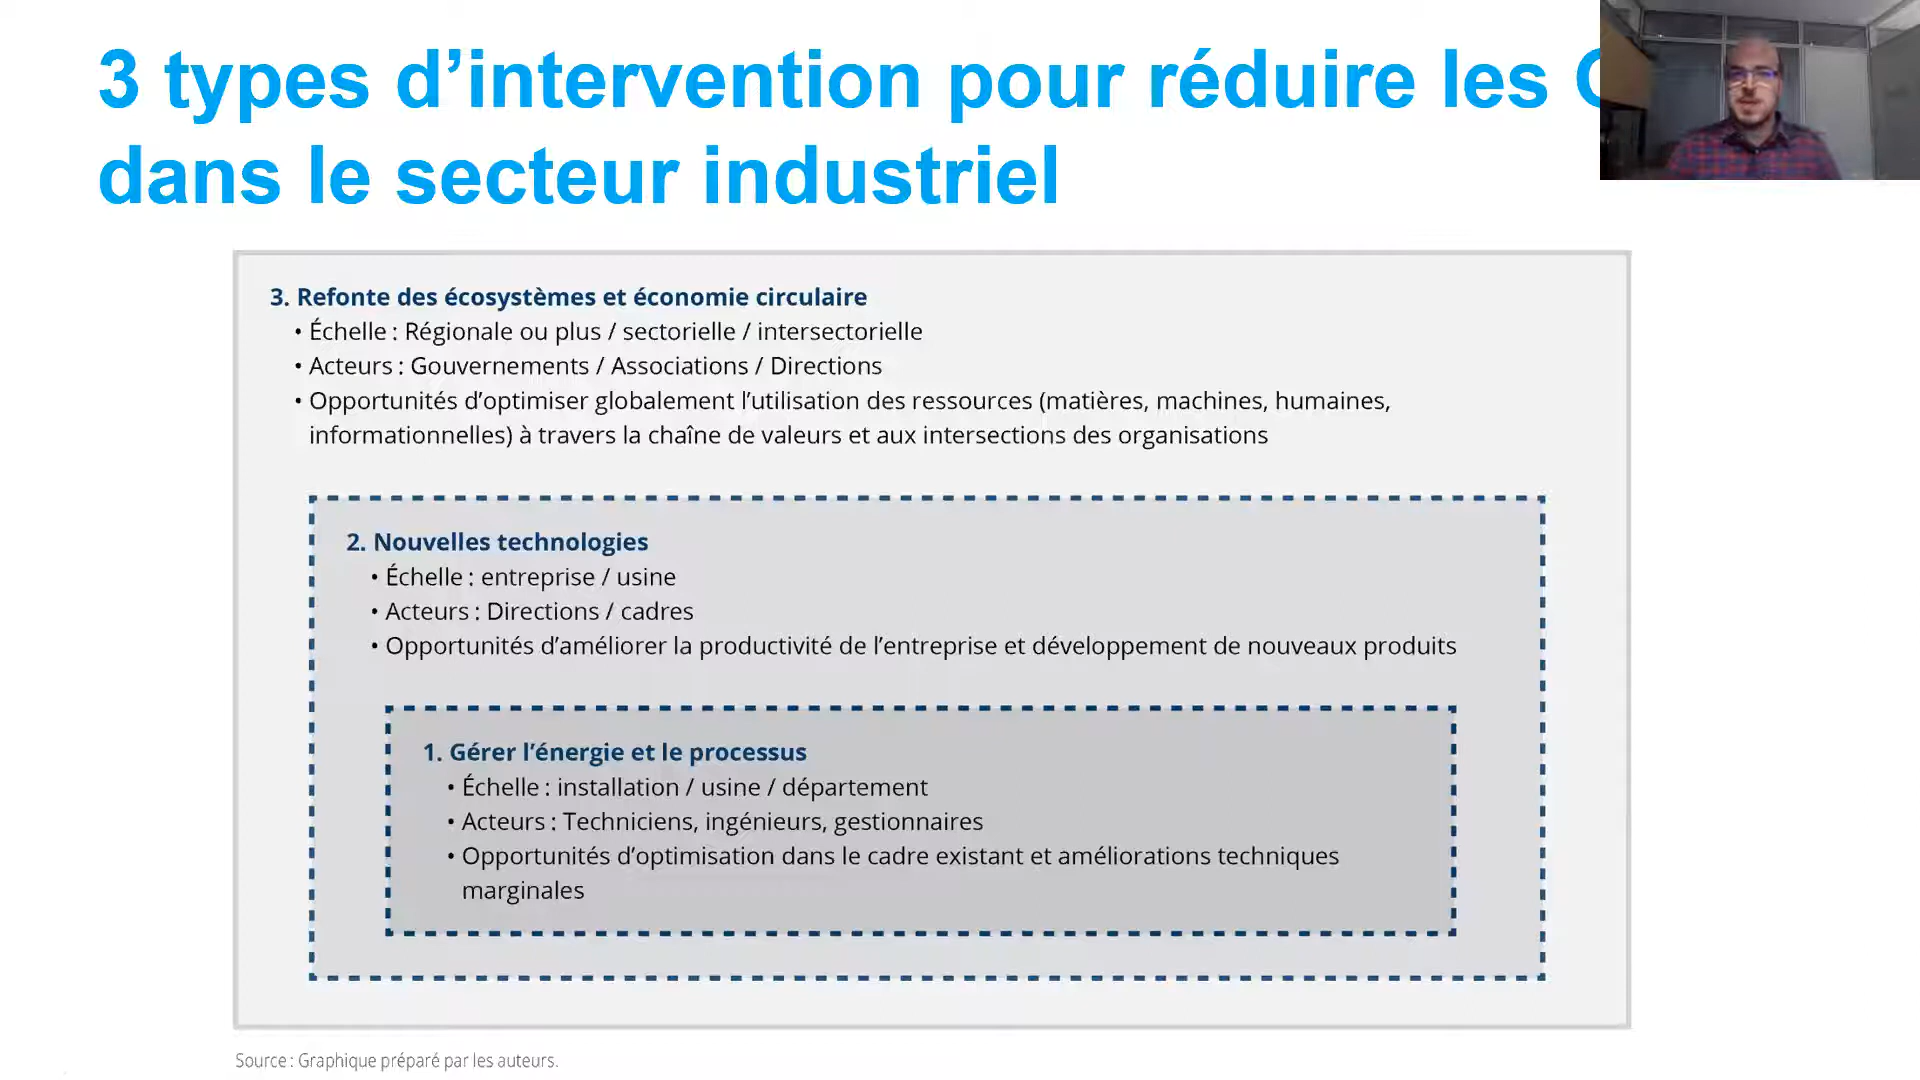 3 types d’intervention pour réduire les
dans le secteur industriel
3. Refonte des écosystèmes et économie circulaire
• Échelle : Régionale ou plus / sectorielle / intersectorielle
• Acteurs : Gouvernements / Associations / Directions
• Opportunités d’optimiser globalement l’utilisation des ressources (matières, machines, humaines,
informationnelles) à travers la chaîne de valeurs et aux intersections des organisations
2. Nouvelles technologies
• Échelle : entreprise / usine
• Acteurs : Directions / cadres
• Opportunités d’améliorer la productivité de l’entreprise et développement de nouveaux produits
1. Gérer l’énergie et le processus
• Échelle : installation / usine / département
• Acteurs : Techniciens, ingénieurs, gestionnaires
• Opportunités d’optimisation dans le cadre existant et améliorations techniques
marginales
Source : Graphique préparé par les auteurs.